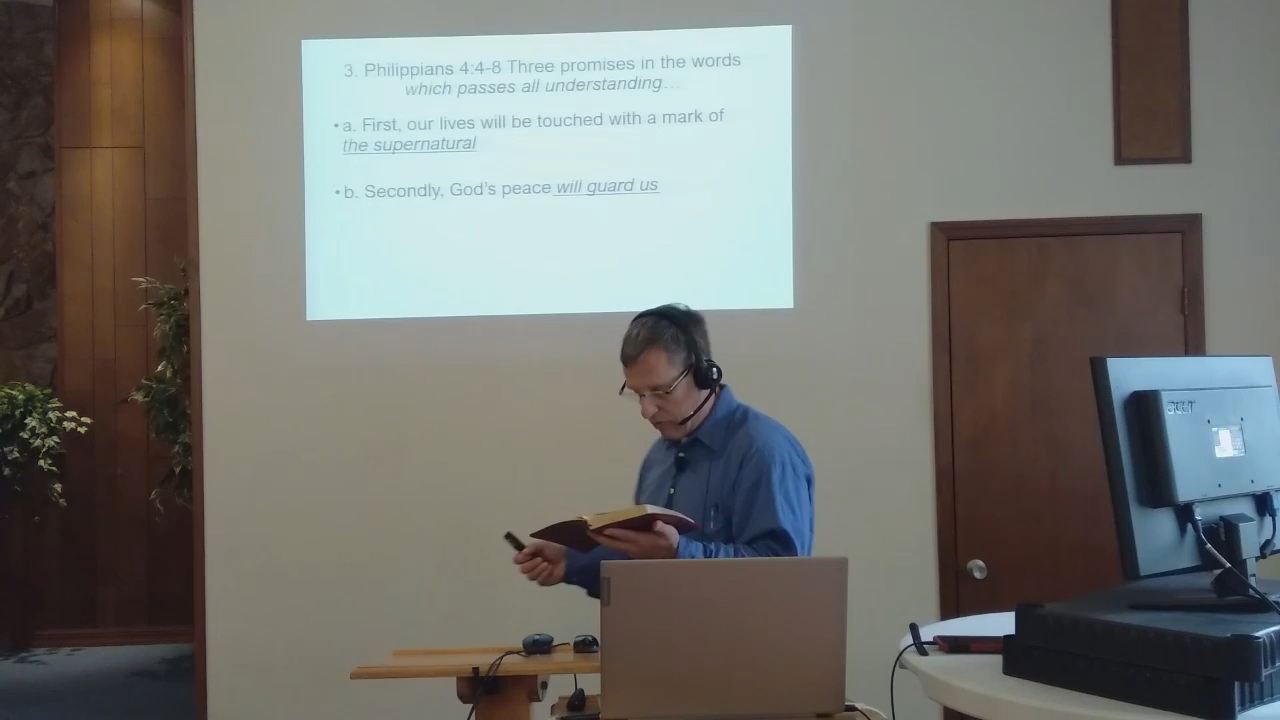 3. Philippians 4:4-8 Three promises in the words
which passes all understanding…
• a. First, our lives will be touched with a mark of
the supernatural
• b. Secondly, God's peace will guard us
acer